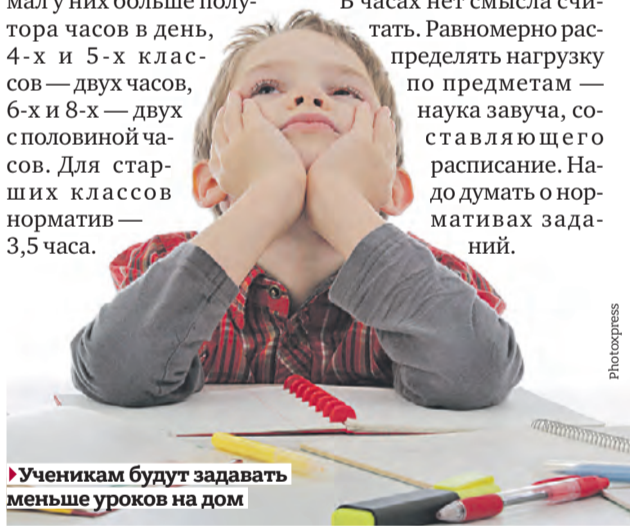 мал у них больше полу-
тора часов в день,
4-х и 5-х клас-
сов — двух часов,
6-х и 8-х — двух
с половиной ча-
сов. Для стар-
ших классов
норматив —
3,5 часа.
В часах нет смысла счи-
тать. Равномерно рас-
пределять нагрузку
по предметам —
наука завуча, со-
ставляющего
расписание. На-
до думать о нор-
мативах зада-
ний.
Photoxpress
Ученикам будут задавать
меньше уроков на дом